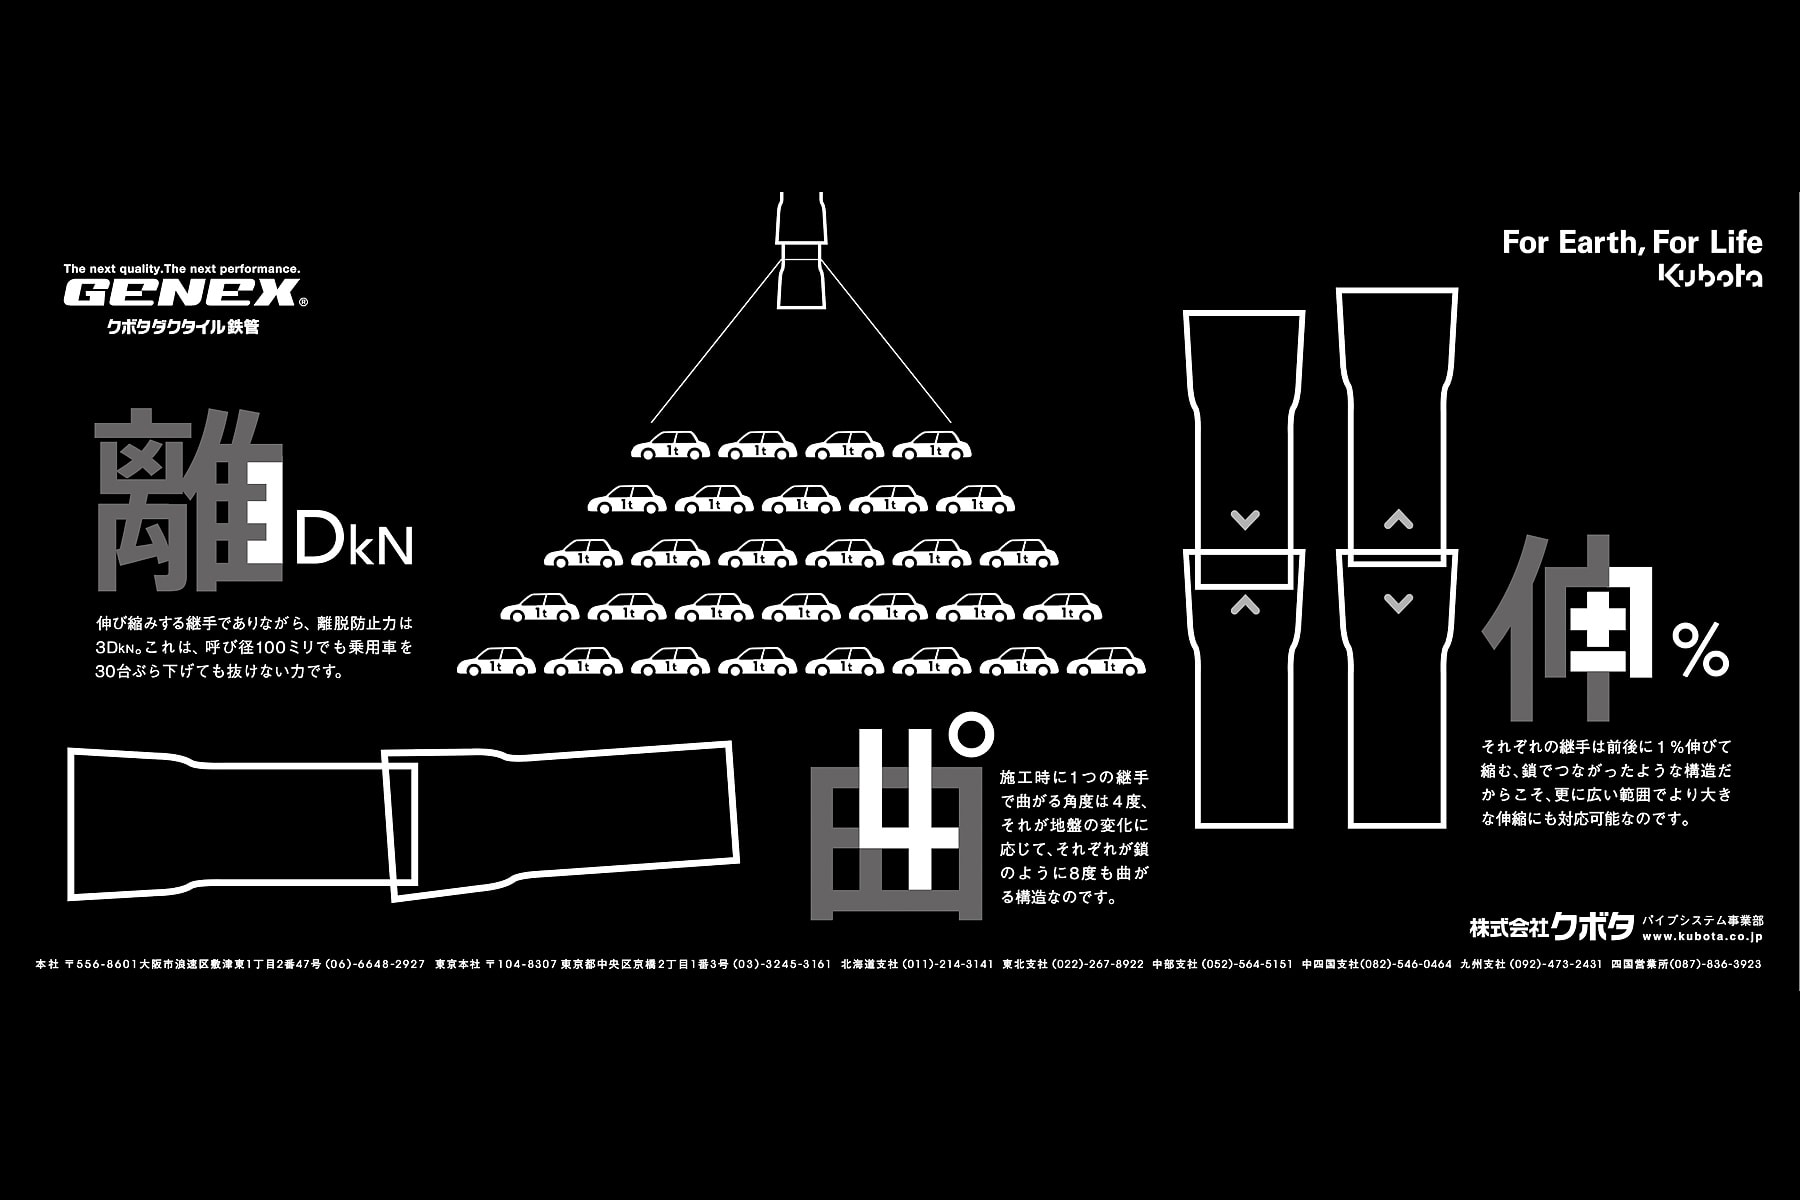 The next quality.The next performance.
GENEX®
クボタダクタイル鉄管
For Earth, For Life
Kubota
離3DkN
伸び縮みする継手でありながら、離脱防止力は
3DkN。これは、呼び径100ミリでも乗用車を
30台ぶら下げても抜けない力です。
1t 1t 1t 1t
1t 1t 1t 1t 1t
1t 1t 1t 1t 1t 1t
1t 1t 1t 1t 1t 1t 1t
1t 1t 1t 1t 1t 1t 1t 1t
曲4°
施工時に1つの継手
で曲がる角度は4度、
それが地盤の変化に
応じて、それぞれが鎖
のように8度も曲が
る構造なのです。
伸±1%
それぞれの継手は前後に1%伸びて
縮む、鎖でつながったような構造だ
からこそ、更に広い範囲でより大き
な伸縮にも対応可能なのです。
株式会社クボタ パイプシステム事業部
www.kubota.co.jp
本社 〒556-8601大阪市浪速区敷津東1丁目2番47号(06)-6648-2927 東京本社 〒104-8307東京都中央区京橋2丁目1番3号(03)-3245-3161 北海道支社(011)-214-3141 東北支社(022)-267-8922 中部支社(052)-564-5151 中四国支社(082)-546-0464 九州支社(092)-473-2431 四国営業所(087)-836-3923